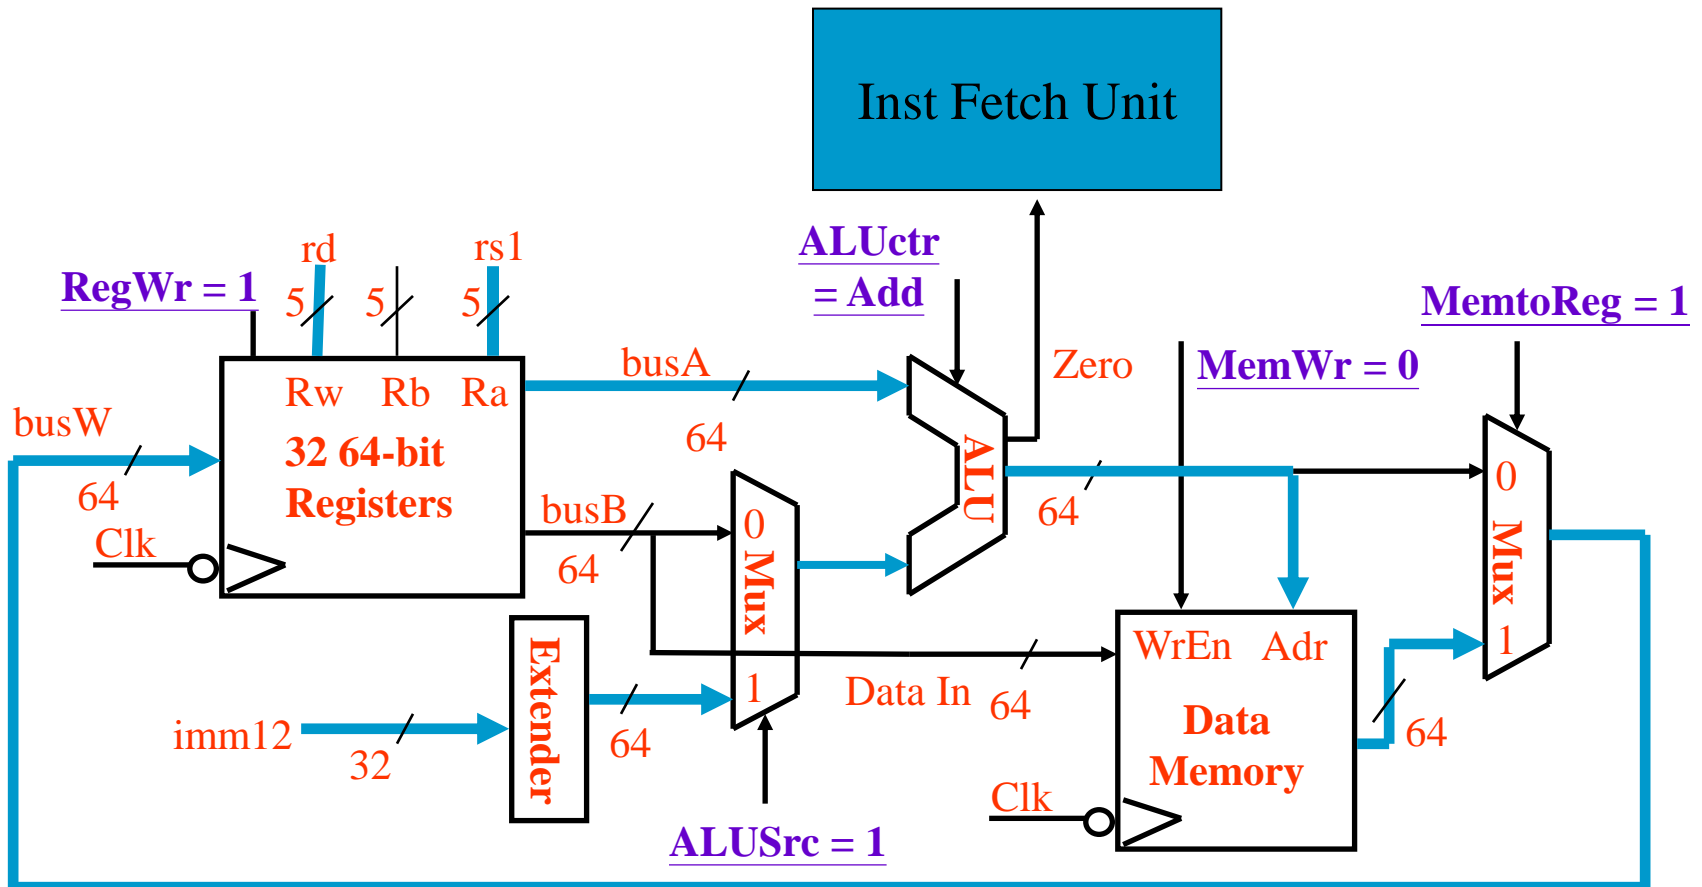 Inst Fetch Unit
rd
rs1
ALUctr
= Add
RegWr = 1
MemtoReg = 1
5
5
5
busA
Zero
MemWr = 0
Rw
Rb
Ra
busW
64
32 64-bit
Registers
ALU
0
64
busB
64
0
Mux
64
Mux
Clk
64
Extender
WrEn
Adr
1
1
Data In
64
Data
Memory
64
imm12
32
64
Clk
ALUSrc = 1